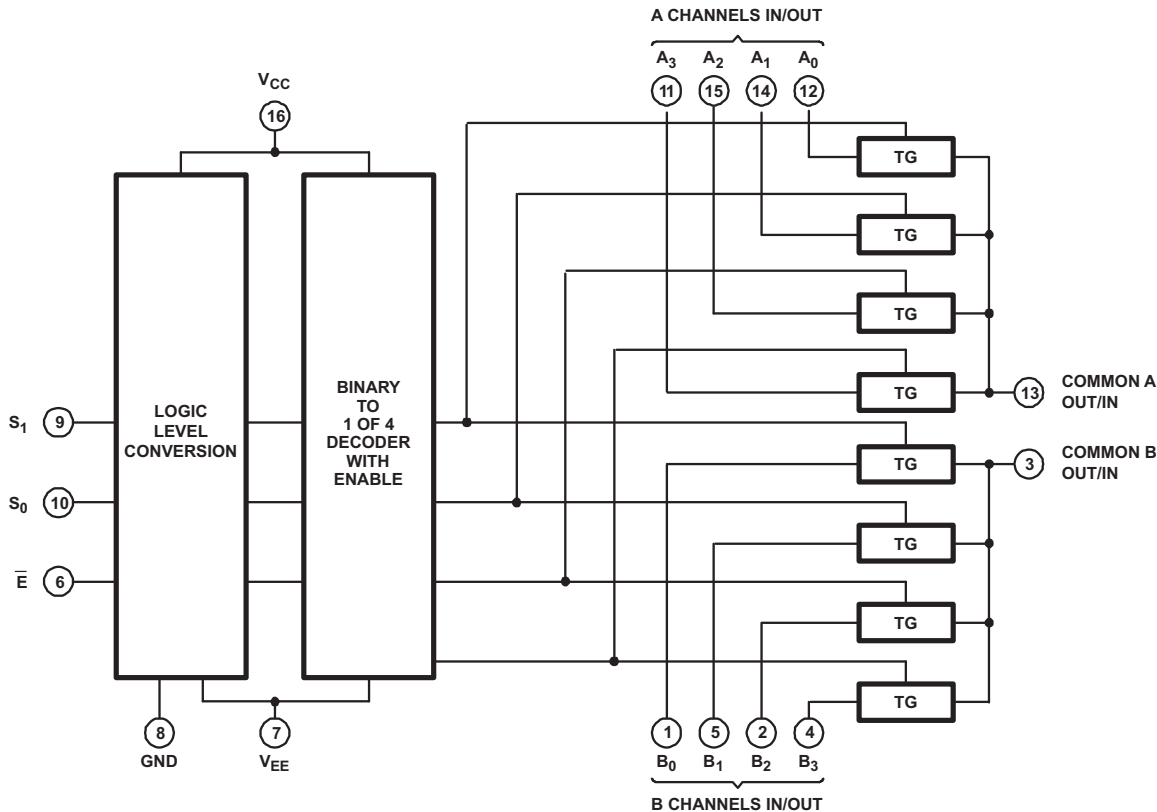 A CHANNELS IN/OUT
A3 A2 A1 A0
11 15 14 12
VCC
16
TG
TG
TG
TG
13 COMMON A
OUT/IN
S1 9
S0 10
E̅ 6
LOGIC
LEVEL
CONVERSION
BINARY
TO
1 OF 4
DECODER
WITH
ENABLE
TG
3 COMMON B
OUT/IN
TG
TG
TG
8
GND
7
VEE
1 5 2 4
B0 B1 B2 B3
B CHANNELS IN/OUT